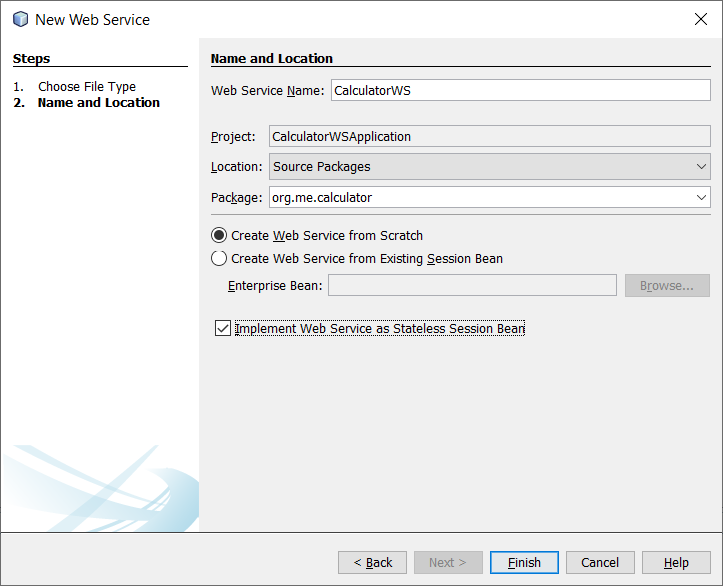 New Web Service
Steps
1. Choose File Type
2. Name and Location
Name and Location
Web Service Name: CalculatorWS
Project: CalculatorWSApplication
Location: Source Packages
Package: org.me.calculator
Create Web Service from Scratch
Create Web Service from Existing Session Bean
Enterprise Bean: Browse...
Implement Web Service as Stateless Session Bean
< Back Next > Finish Cancel Help